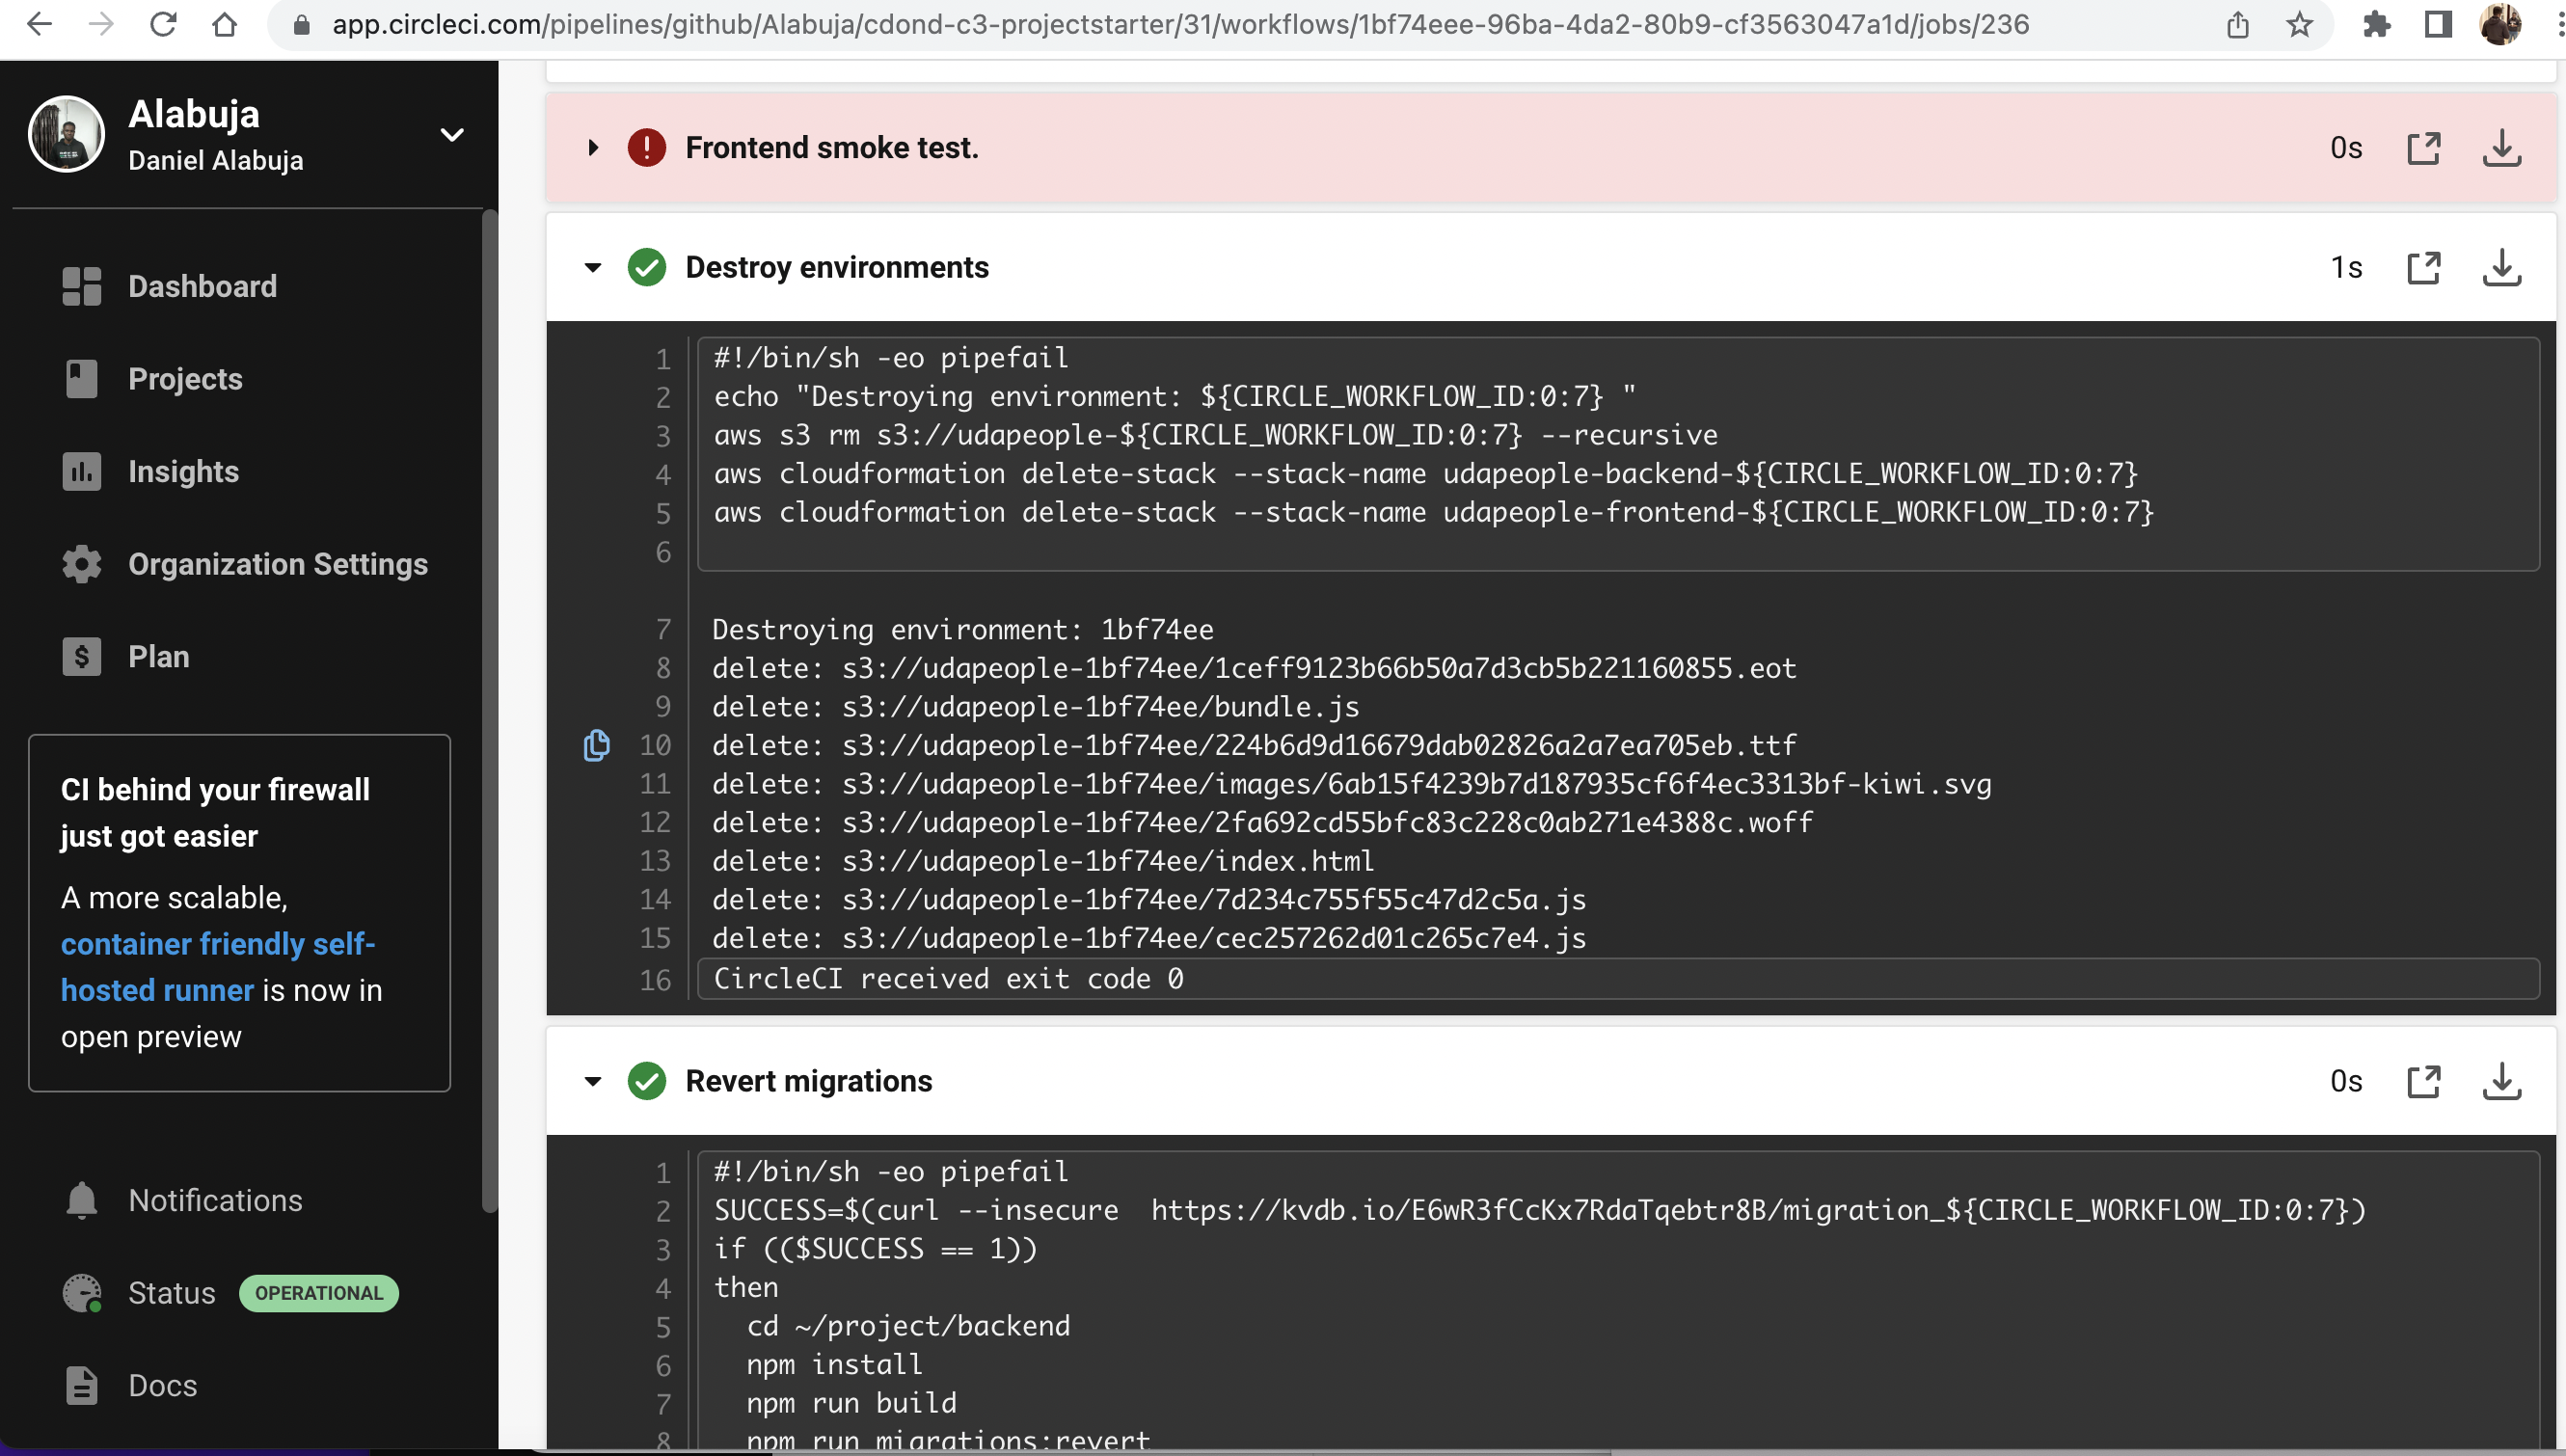 app.circleci.com/pipelines/github/Alabuja/cdond-c3-projectstarter/31/workflows/1bf74eee-96ba-4da2-80b9-cf3563047a1d/jobs/236
Alabuja
Daniel Alabuja
Dashboard
Projects
Insights
Organization Settings
Plan
CI behind your firewall
just got easier
A more scalable,
container friendly self-
hosted runner is now in
open preview
Notifications
Status OPERATIONAL
Docs
Frontend smoke test. 0s
Destroy environments 1s
1 #!/bin/sh -eo pipefail
2 echo "Destroying environment: ${CIRCLE_WORKFLOW_ID:0:7} "
3 aws s3 rm s3://udapeople-${CIRCLE_WORKFLOW_ID:0:7} --recursive
4 aws cloudformation delete-stack --stack-name udapeople-backend-${CIRCLE_WORKFLOW_ID:0:7}
5 aws cloudformation delete-stack --stack-name udapeople-frontend-${CIRCLE_WORKFLOW_ID:0:7}
6
7 Destroying environment: 1bf74ee
8 delete: s3://udapeople-1bf74ee/1ceff9123b66b50a7d3cb5b221160855.eot
9 delete: s3://udapeople-1bf74ee/bundle.js
10 delete: s3://udapeople-1bf74ee/224b6d9d16679dab02826a2a7ea705eb.ttf
11 delete: s3://udapeople-1bf74ee/images/6ab15f4239b7d187935cf6f4ec3313bf-kiwi.svg
12 delete: s3://udapeople-1bf74ee/2fa692cd55bfc83c228c0ab271e4388c.woff
13 delete: s3://udapeople-1bf74ee/index.html
14 delete: s3://udapeople-1bf74ee/7d234c755f55c47d2c5a.js
15 delete: s3://udapeople-1bf74ee/cec257262d01c265c7e4.js
16 CircleCI received exit code 0
Revert migrations 0s
1 #!/bin/sh -eo pipefail
2 SUCCESS=$(curl --insecure  https://kvdb.io/E6wR3fCcKx7RdaTqebtr8B/migration_${CIRCLE_WORKFLOW_ID:0:7})
3 if (($SUCCESS == 1))
4 then
5 cd ~/project/backend
6 npm install
7 npm run build
8 npm run migrations:revert